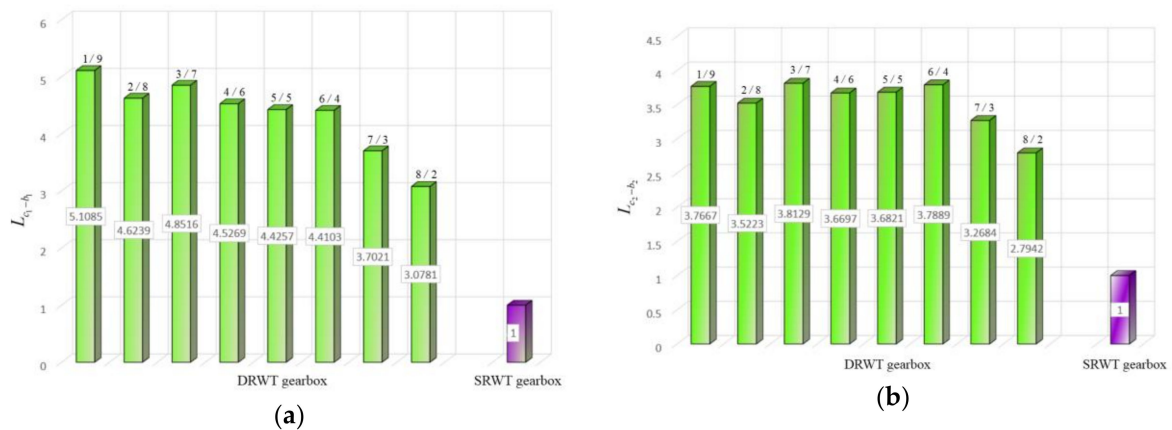 6
5
4
3
2
1
0
L c₁−b₁
1 / 9
2 / 8
3 / 7
4 / 6
5 / 5
6 / 4
7 / 3
8 / 2
5.1085
4.6239
4.8516
4.5269
4.4257
4.4103
3.7021
3.0781
1
DRWT gearbox
SRWT gearbox
(a)
4.5
4
3.5
3
2.5
2
1.5
1
0.5
0
L c₂−b₂
1 / 9
2 / 8
3 / 7
4 / 6
5 / 5
6 / 4
7 / 3
8 / 2
3.7667
3.5223
3.8129
3.6697
3.6821
3.7889
3.2684
2.7942
1
DRWT gearbox
SRWT gearbox
(b)